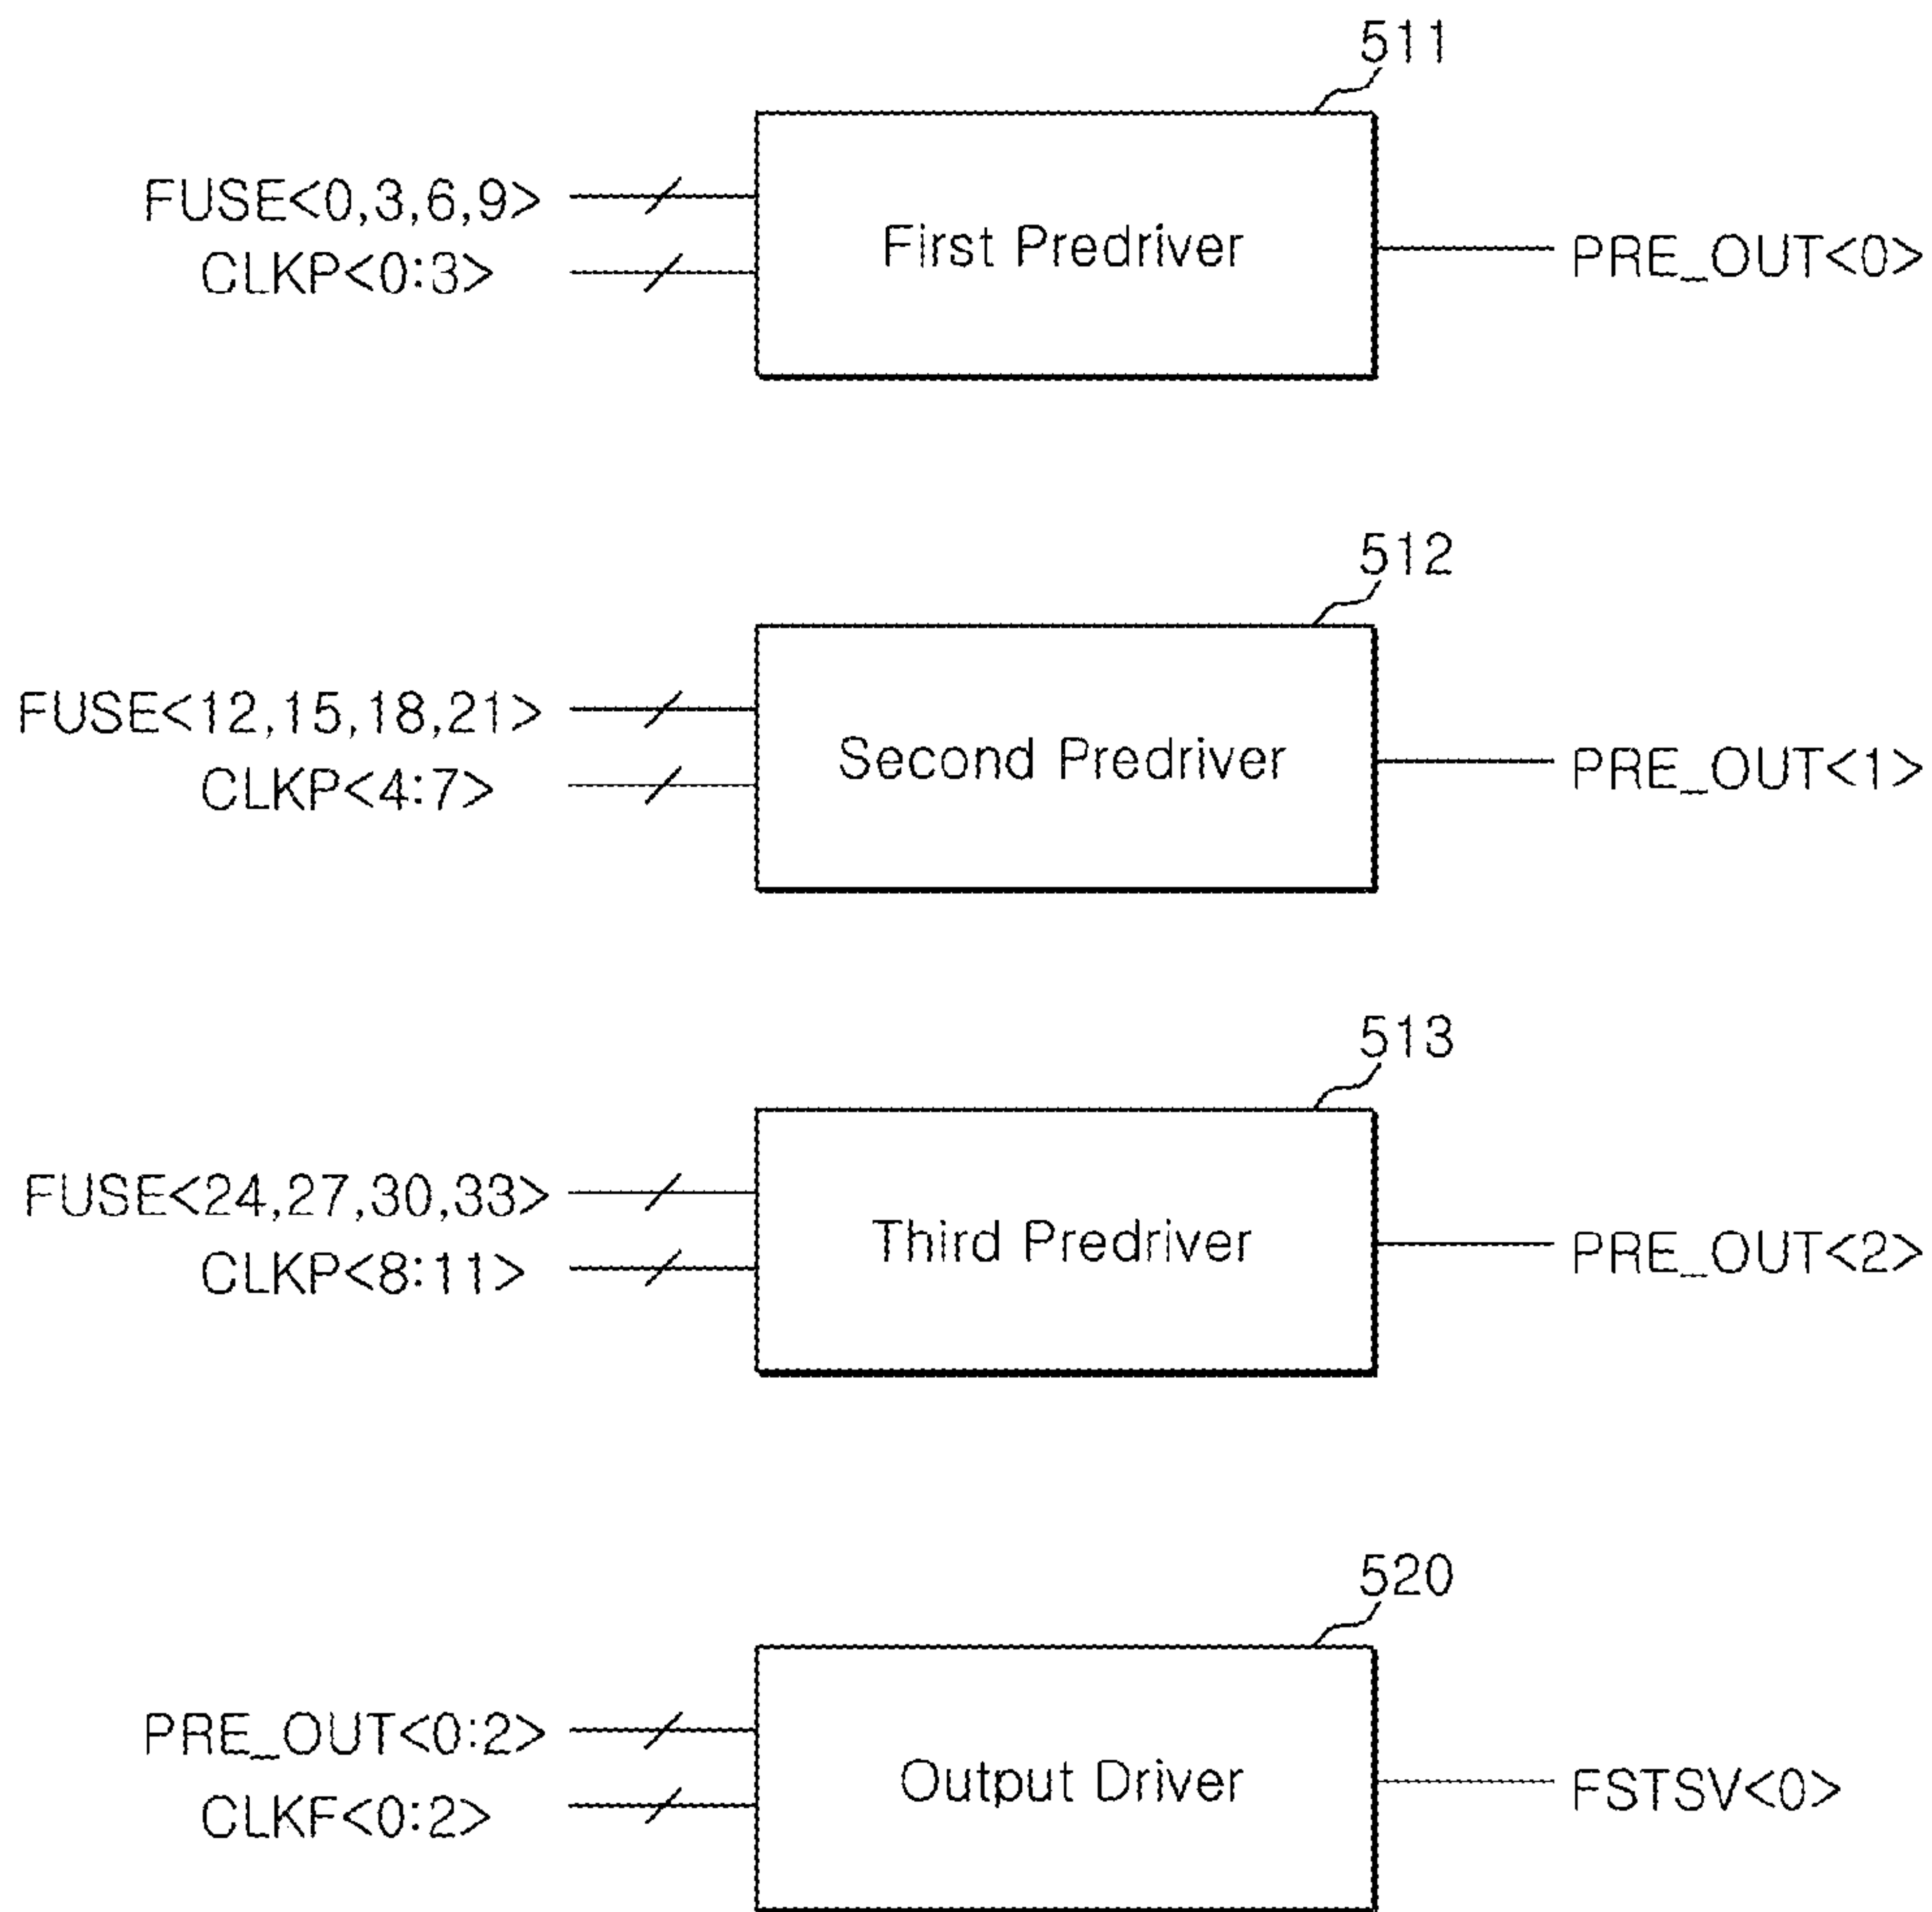 511
FUSE<0,3,6,9>
CLKP<0:3>
First Predriver
PRE_OUT<0>
512
FUSE<12,15,18,21>
CLKP<4:7>
Second Predriver
PRE_OUT<1>
513
FUSE<24,27,30,33>
CLKP<8:11>
Third Predriver
PRE_OUT<2>
520
PRE_OUT<0:2>
CLKF<0:2>
Output Driver
FSTSV<0>